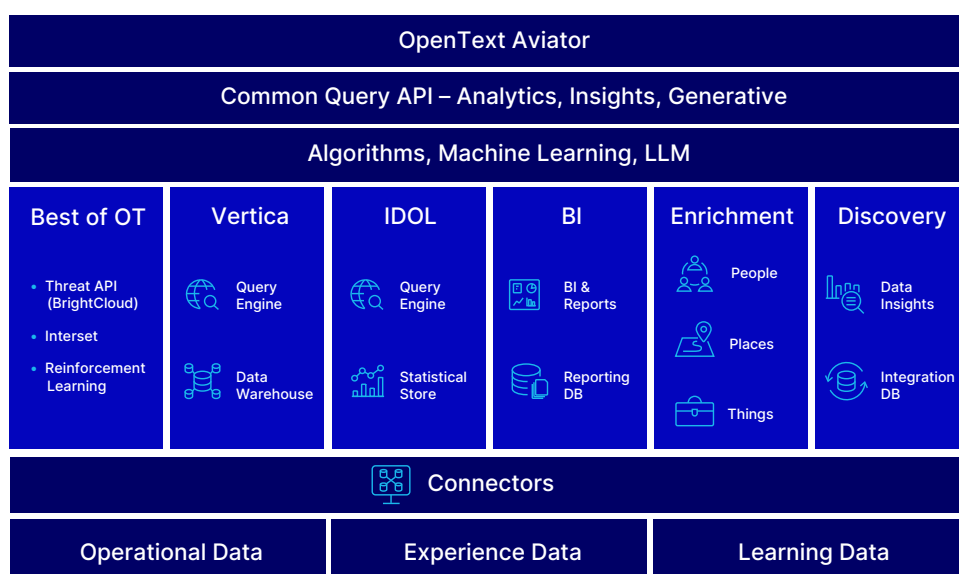 OpenText Aviator
Common Query API – Analytics, Insights, Generative
Algorithms, Machine Learning, LLM
Best of OT
• Threat API
(BrightCloud)
• Interset
• Reinforcement
Learning
Vertica
Query
Engine
Data
Warehouse
IDOL
Query
Engine
Statistical
Store
BI
BI &
Reports
Reporting
DB
Enrichment
People
Places
Things
Discovery
Data
Insights
Integration
DB
Connectors
Operational Data
Experience Data
Learning Data